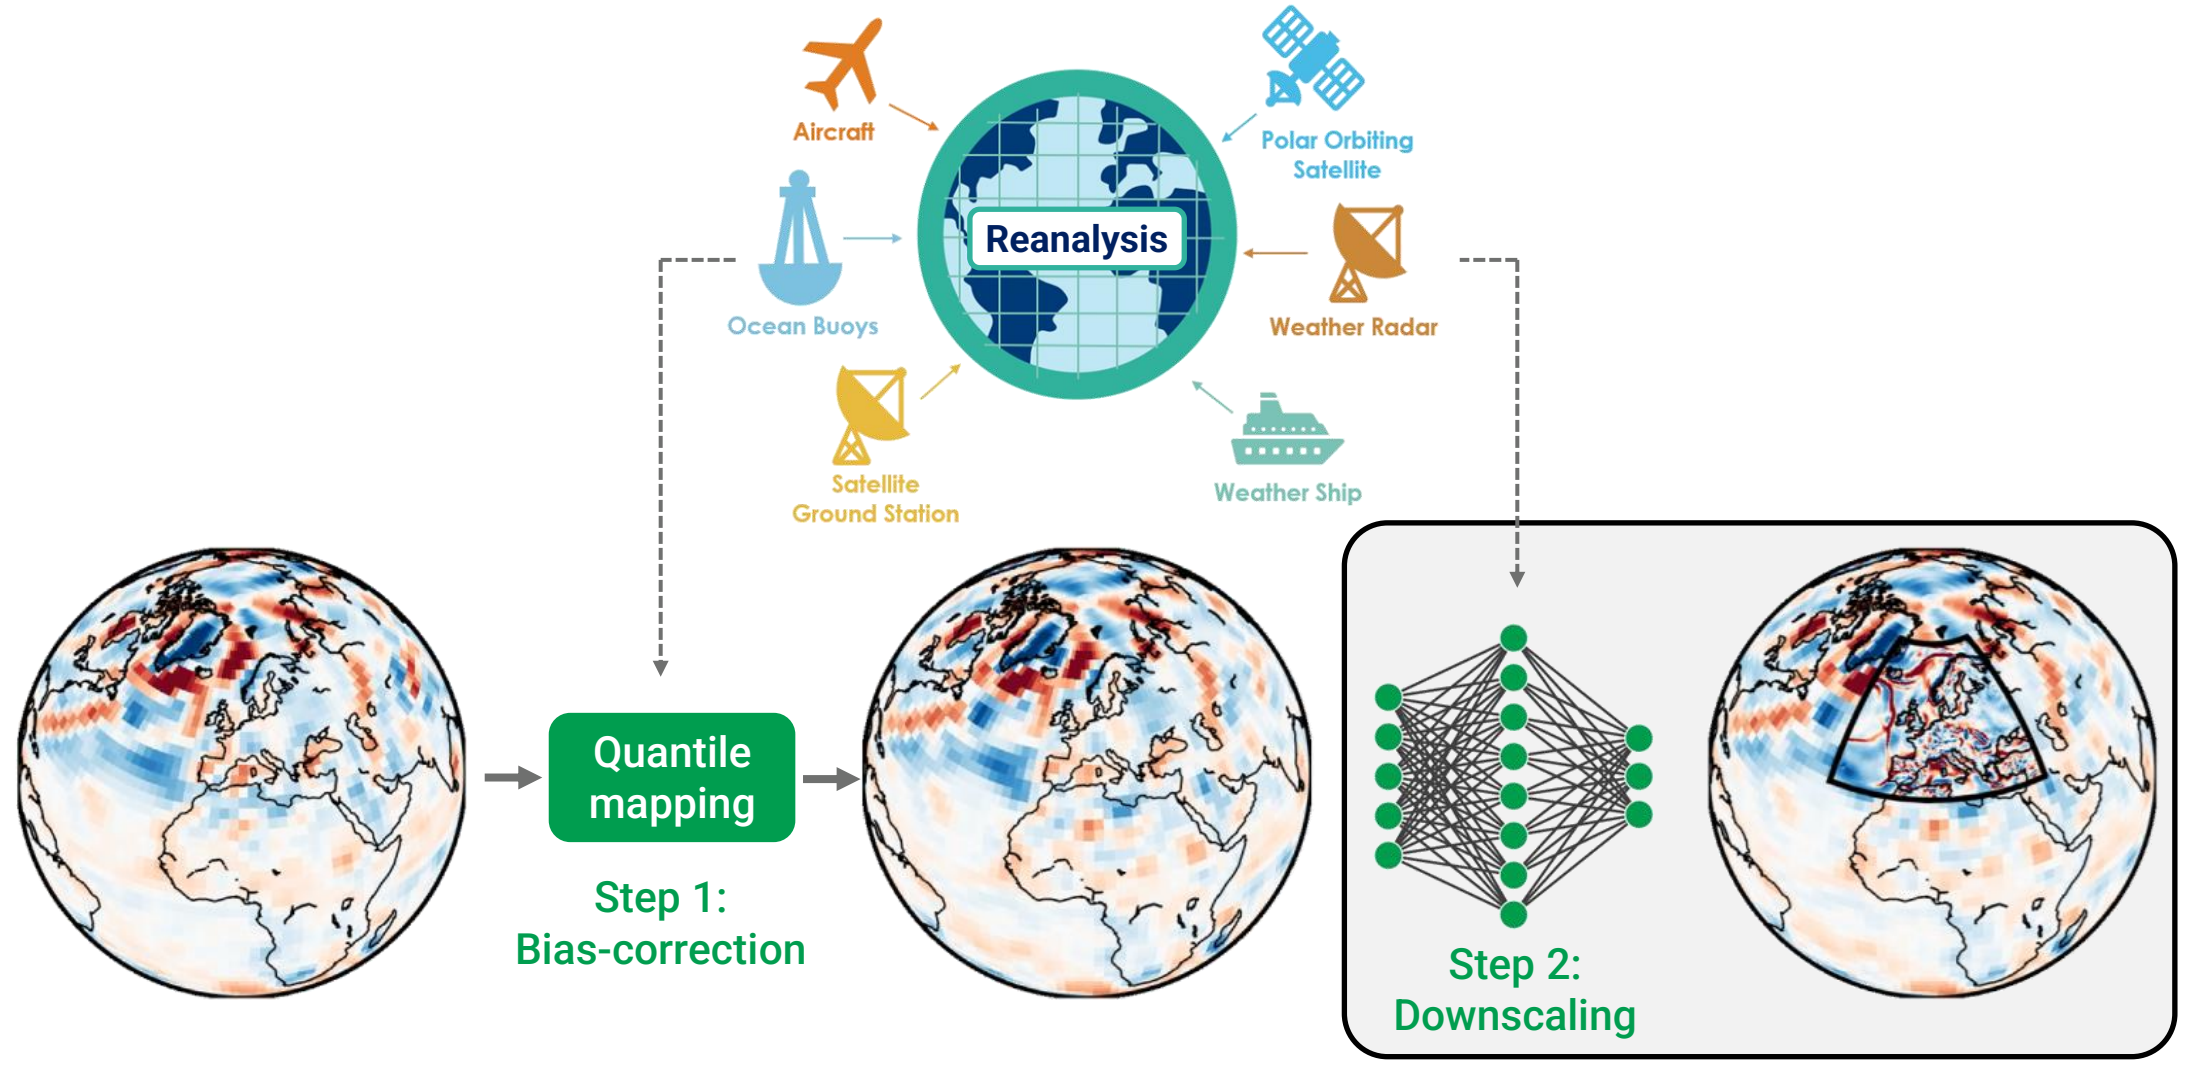 Aircraft
Polar Orbiting
Satellite
Reanalysis
Ocean Buoys
Weather Radar
Satellite
Ground Station
Weather Ship
Quantile
mapping
Step 1:
Bias-correction
Step 2:
Downscaling